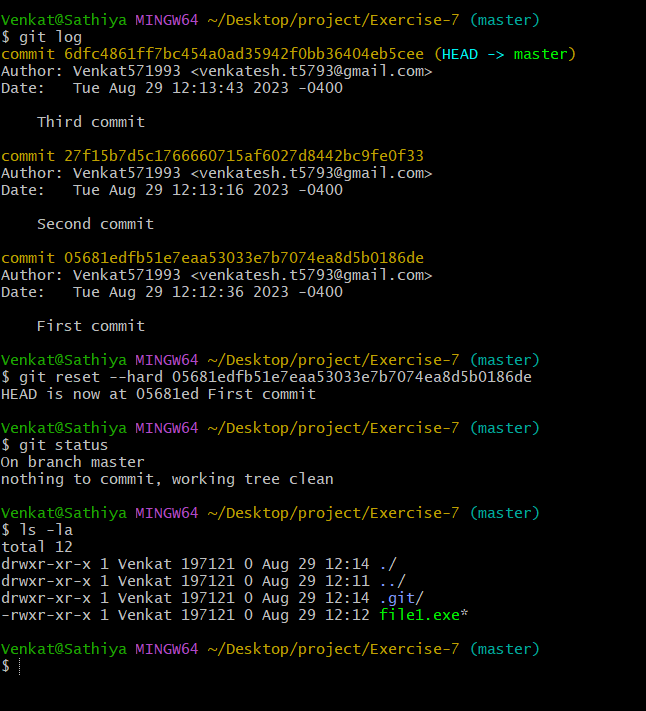 Venkat@Sathiya MINGW64 ~/Desktop/project/Exercise-7 (master)
$ git log
commit 6dfc4861ff7bc454a0ad35942f0bb36404eb5cee (HEAD -> master)
Author: Venkat571993 <venkatesh.t5793@gmail.com>
Date:   Tue Aug 29 12:13:43 2023 -0400
    Third commit
commit 27f15b7d5c1766660715af6027d8442bc9fe0f33
Author: Venkat571993 <venkatesh.t5793@gmail.com>
Date:   Tue Aug 29 12:13:16 2023 -0400
    Second commit
commit 05681edfb51e7eaa53033e7b7074ea8d5b0186de
Author: Venkat571993 <venkatesh.t5793@gmail.com>
Date:   Tue Aug 29 12:12:36 2023 -0400
    First commit
Venkat@Sathiya MINGW64 ~/Desktop/project/Exercise-7 (master)
$ git reset --hard 05681edfb51e7eaa53033e7b7074ea8d5b0186de
HEAD is now at 05681ed First commit
Venkat@Sathiya MINGW64 ~/Desktop/project/Exercise-7 (master)
$ git status
On branch master
nothing to commit, working tree clean
Venkat@Sathiya MINGW64 ~/Desktop/project/Exercise-7 (master)
$ ls -la
total 12
drwxr-xr-x 1 Venkat 197121 0 Aug 29 12:14 ./
drwxr-xr-x 1 Venkat 197121 0 Aug 29 12:11 ../
drwxr-xr-x 1 Venkat 197121 0 Aug 29 12:14 .git/
-rwxr-xr-x 1 Venkat 197121 0 Aug 29 12:12 file1.exe*
Venkat@Sathiya MINGW64 ~/Desktop/project/Exercise-7 (master)
$